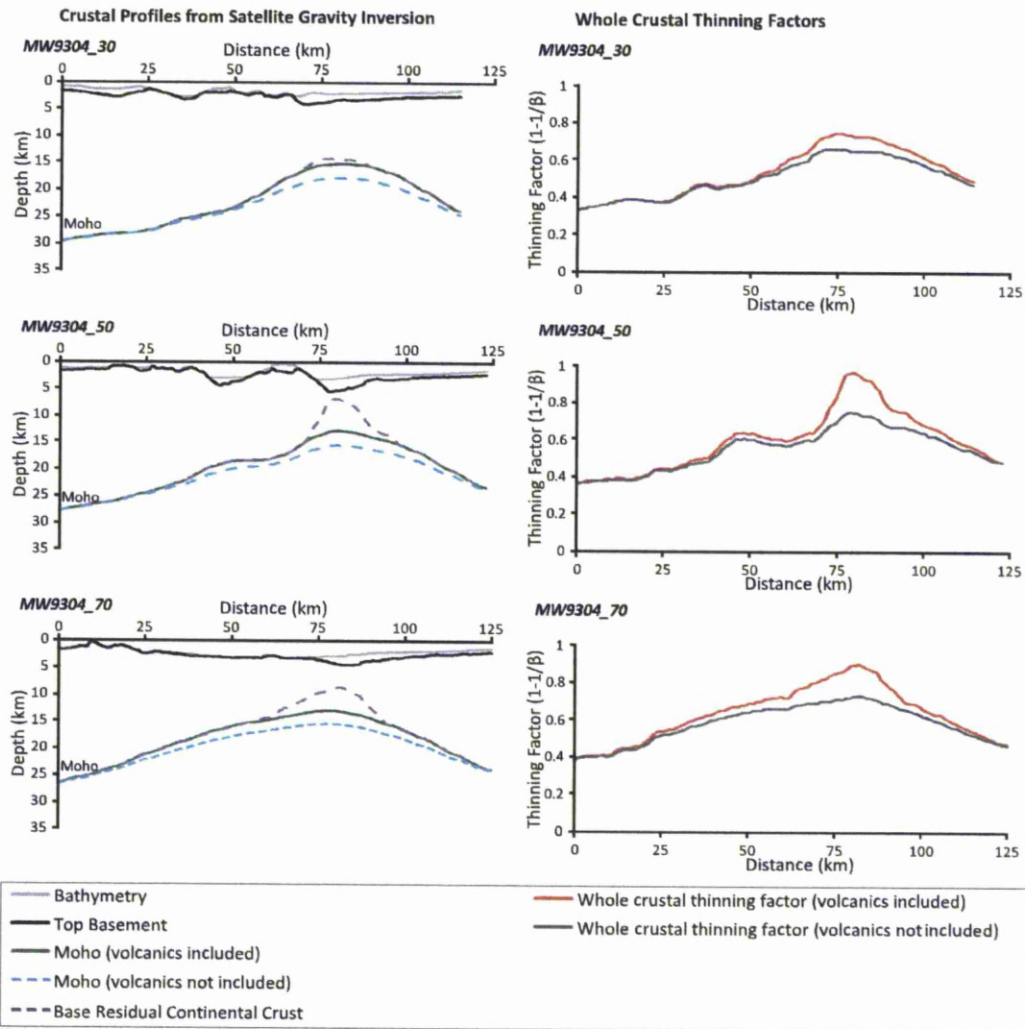 Crustal Profiles from Satellite Gravity Inversion
Whole Crustal Thinning Factors
MW9304_30
Distance (km)
0 25 50 75 100 125
0
5
10
15
20
25
30
35
Depth (km)
Moho
MW9304_30
1
0.8
0.6
0.4
0.2
0
Thinning Factor (1-1/β)
0 25 50 75 100 125
Distance (km)
MW9304_50
Distance (km)
0 25 50 75 100 125
0
5
10
15
20
25
30
35
Depth (km)
Moho
MW9304_50
1
0.8
0.6
0.4
0.2
0
Thinning Factor (1-1/β)
0 25 50 75 100 125
Distance (km)
MW9304_70
Distance (km)
0 25 50 75 100 125
0
5
10
15
20
25
30
35
Depth (km)
Moho
MW9304_70
1
0.8
0.6
0.4
0.2
0
Thinning Factor (1-1/β)
0 25 50 75 100 125
Distance (km)
Bathymetry
Top Basement
Moho (volcanics included)
Moho (volcanics not included)
Base Residual Continental Crust
Whole crustal thinning factor (volcanics included)
Whole crustal thinning factor (volcanics not included)